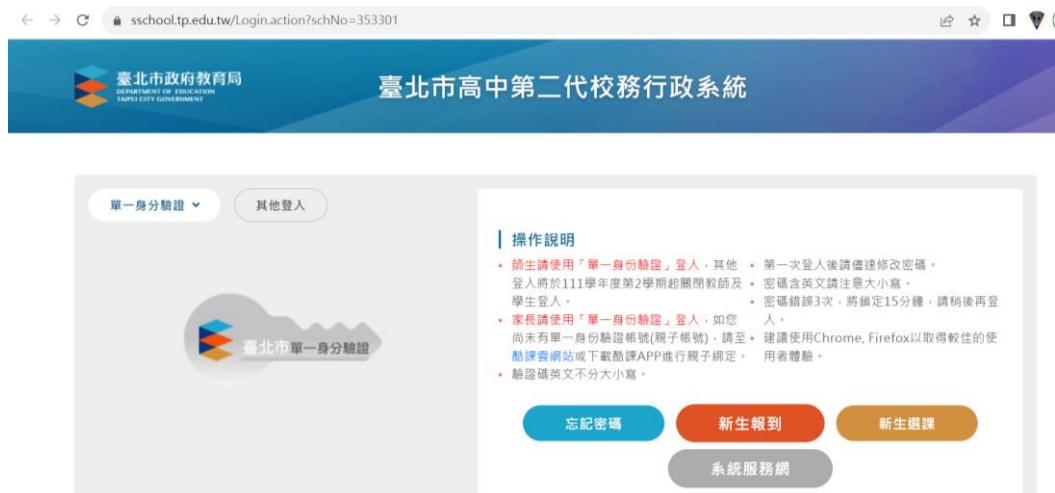 sschool.tp.edu.tw/Login.action?schNo=353301
臺北市政府教育局
DEPARTMENT OF EDUCATION
TAIPEI CITY GOVERNMENT
臺北市高中第二代校務行政系統
單一身分驗證
其他登入
臺北市單一身分驗證
操作說明
師生請使用「單一身份驗證」登入，其他
登入將於111學年度第2學期起關閉教師及
學生登入。
家長請使用「單一身份驗證」登入，如您
尚未有單一身份驗證帳號(親子帳號)，請至
酷課雲網站或下載酷課APP進行親子綁定。
驗證碼英文不分大小寫。
第一次登入後請儘速修改密碼。
密碼含英文請注意大小寫。
密碼錯誤3次，將鎖定15分鐘，請稍後再登
入。
建議使用Chrome, Firefox以取得較佳的使
用者體驗。
忘記密碼
新生報到
新生選課
系統服務網